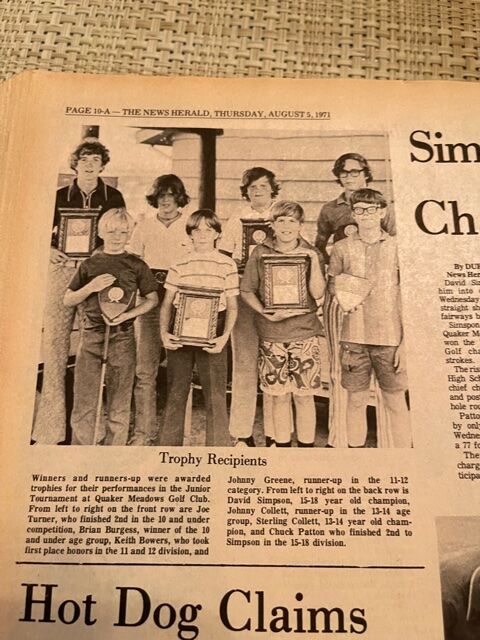 PAGE 10-A — THE NEWS HERALD, THURSDAY, AUGUST 5, 1971
Trophy Recipients
Winners and runners-up were awarded
trophies for their performances in the Junior
Tournament at Quaker Meadows Golf Club.
From left to right on the front row are Joe
Turner, who finished 2nd in the 10 and under
competition, Brian Burgess, winner of the 10
and under age group, Keith Bowers, who took
first place honors in the 11 and 12 division, and
Johnny Greene, runner-up in the 11-12
category. From left to right on the back row is
David Simpson, 15-18 year old champion,
Johnny Collett, runner-up in the 13-14 age
group, Sterling Collett, 13-14 year old cham-
pion, and Chuck Patton who finished 2nd to
Simpson in the 15-18 division.
Hot Dog Claims
Sim
Ch
By DU
News Her
David Si
him into
Wednesday
straight s
fairways b
Simpson
Quaker M
won the
Golf cha
strokes.
The ris
High Sch
chief ch
and post
hole rou
Patto
by only
Wedne
a 77 fo
The
charg
ticipa